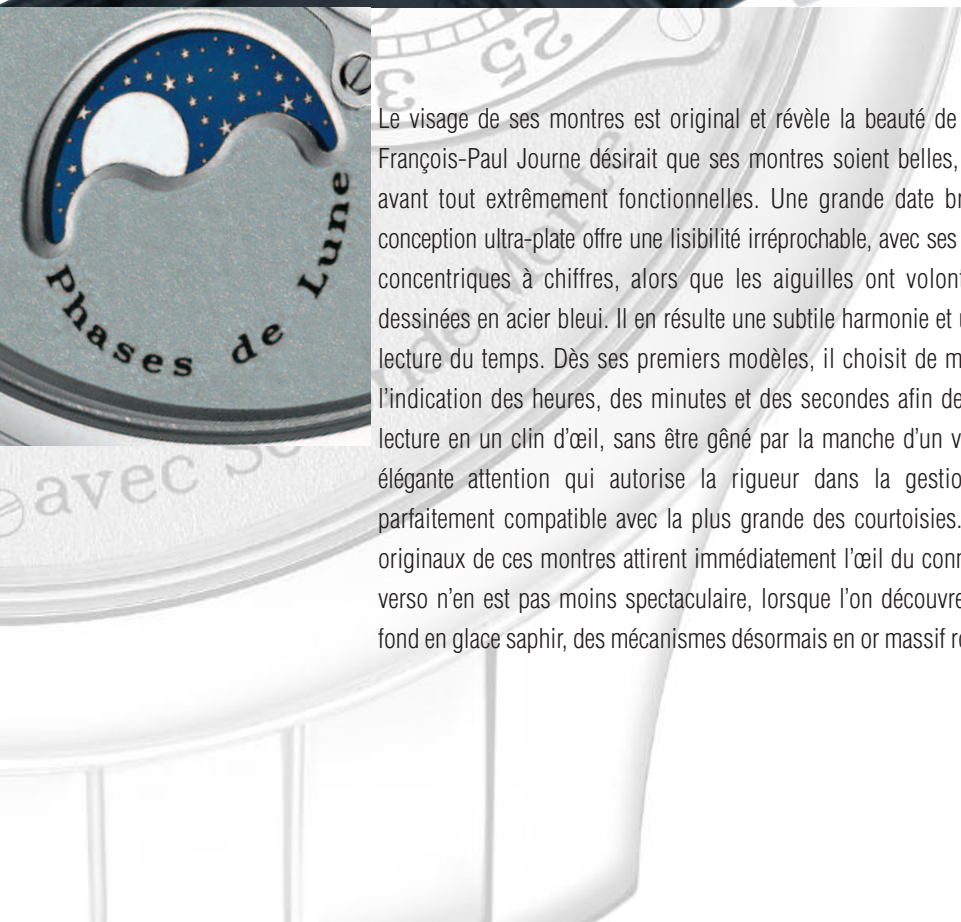 Phases de Lune
25
avec Se
de Morte
Le visage de ses montres est original et révèle la beauté de
François-Paul Journe désirait que ses montres soient belles,
avant tout extrêmement fonctionnelles. Une grande date br
conception ultra-plate offre une lisibilité irréprochable, avec ses
concentriques à chiffres, alors que les aiguilles ont volont
dessinées en acier bleui. Il en résulte une subtile harmonie et u
lecture du temps. Dès ses premiers modèles, il choisit de m
l’indication des heures, des minutes et des secondes afin de
lecture en un clin d’œil, sans être gêné par la manche d’un v
élégante attention qui autorise la rigueur dans la gestio
parfaitement compatible avec la plus grande des courtoisies.
originaux de ces montres attirent immédiatement l’œil du conn
verso n’en est pas moins spectaculaire, lorsque l’on découvre
fond en glace saphir, des mécanismes désormais en or massif r